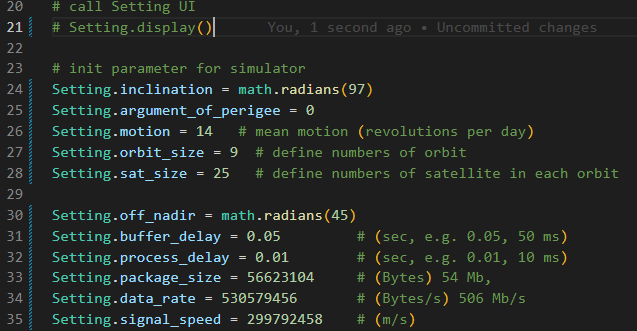 20 # call Setting UI
21 # Setting.display() You, 1 second ago • Uncommitted changes
22
23 # init parameter for simulator
24 Setting.inclination = math.radians(97)
25 Setting.argument_of_perigee = 0
26 Setting.motion = 14 # mean motion (revolutions per day)
27 Setting.orbit_size = 9 # define numbers of orbit
28 Setting.sat_size = 25 # define numbers of satellite in each orbit
29
30 Setting.off_nadir = math.radians(45)
31 Setting.buffer_delay = 0.05 # (sec, e.g. 0.05, 50 ms)
32 Setting.process_delay = 0.01 # (sec, e.g. 0.01, 10 ms)
33 Setting.package_size = 56623104 # (Bytes) 54 Mb,
34 Setting.data_rate = 530579456 # (Bytes/s) 506 Mb/s
35 Setting.signal_speed = 299792458 # (m/s)